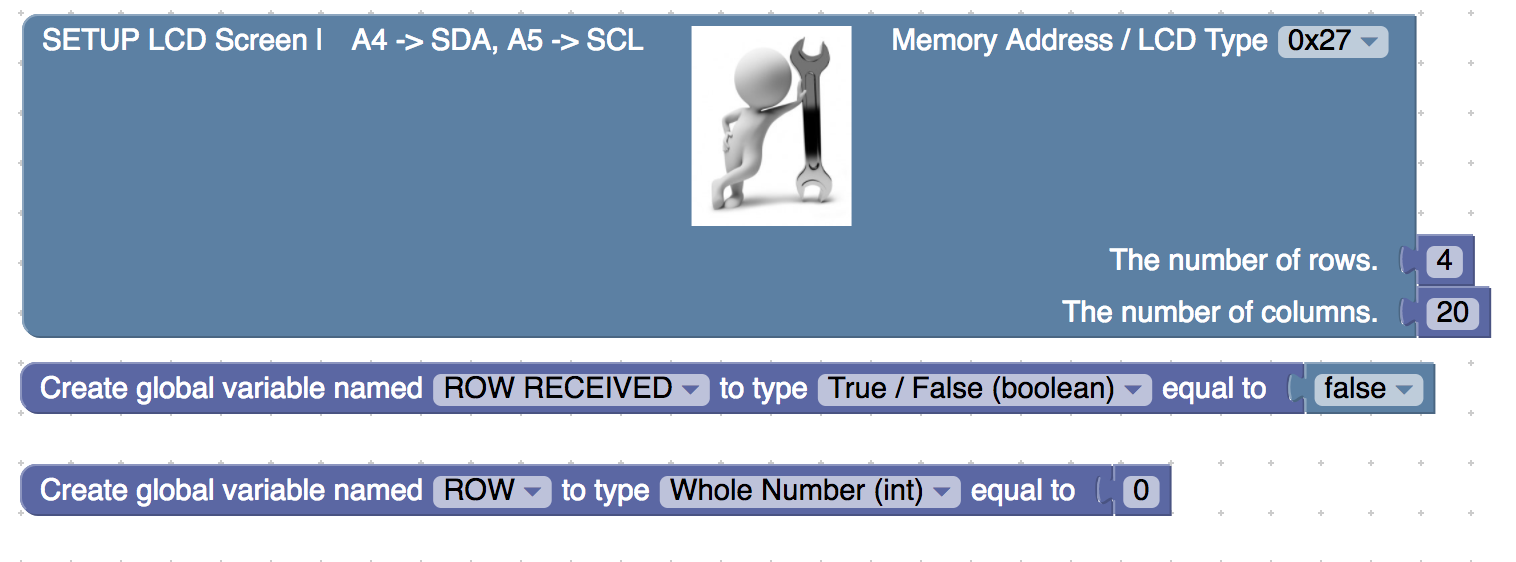 SETUP LCD Screen l A4 -> SDA, A5 -> SCL Memory Address / LCD Type 0x27
The number of rows. 4
The number of columns. 20
Create global variable named ROW RECEIVED to type True / False (boolean) equal to false
Create global variable named ROW to type Whole Number (int) equal to 0